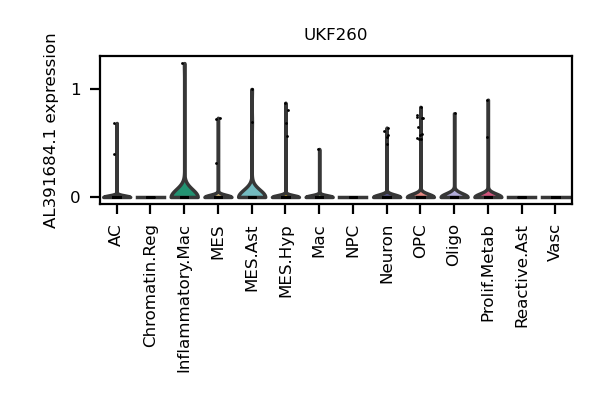 UKF260
AL391684.1 expression
1
0
AC
Chromatin.Reg
Inflammatory.Mac
MES
MES.Ast
MES.Hyp
Mac
NPC
Neuron
OPC
Oligo
Prolif.Metab
Reactive.Ast
Vasc